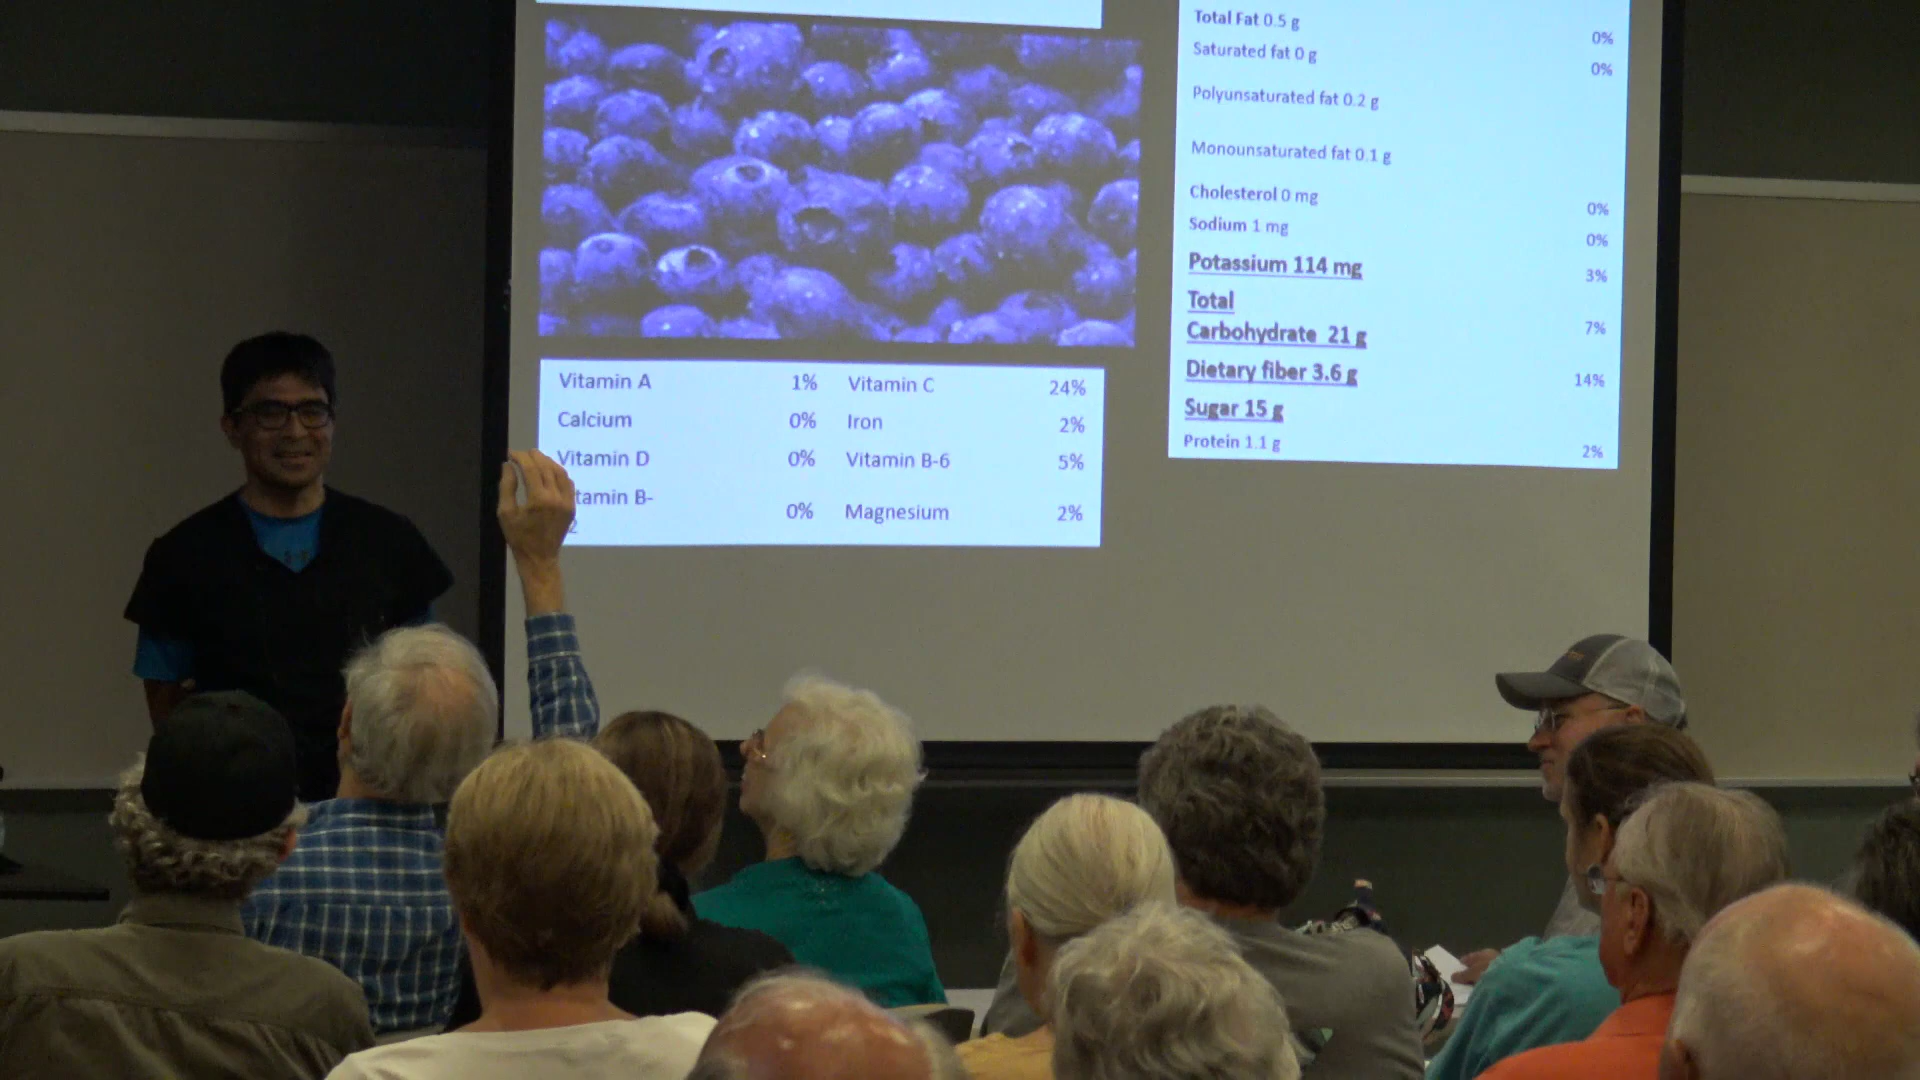 Total Fat 0.5 g 0%
Saturated fat 0 g 0%
Polyunsaturated fat 0.2 g
Monounsaturated fat 0.1 g
Cholesterol 0 mg 0%
Sodium 1 mg 0%
Potassium 114 mg 3%
Total
Carbohydrate 21 g 7%
Dietary fiber 3.6 g 14%
Sugar 15 g
Protein 1.1 g 2%
Vitamin A 1% Vitamin C 24%
Calcium 0% Iron 2%
Vitamin D 0% Vitamin B-6 5%
tamin B-
2 0% Magnesium 2%